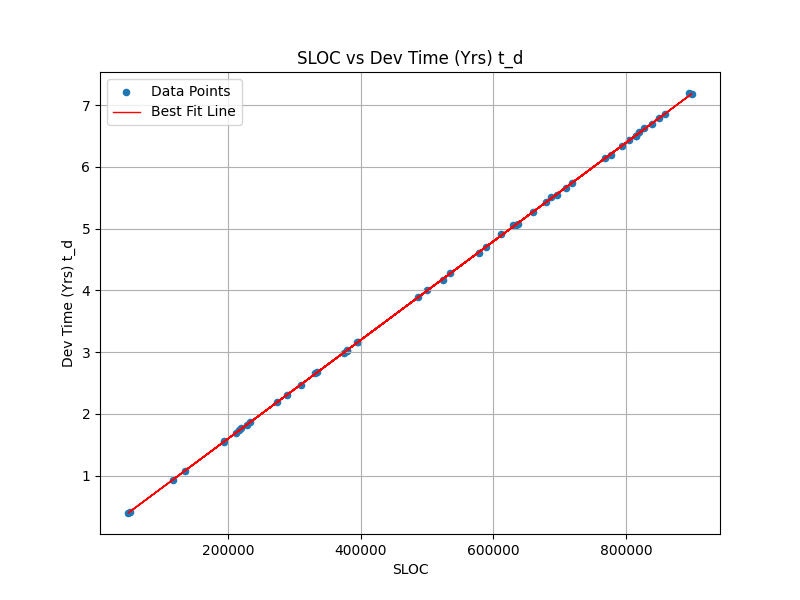 SLOC vs Dev Time (Yrs) t_d
Data Points
Best Fit Line
7
6
5
4
3
2
1
Dev Time (Yrs) t_d
200000
400000
600000
800000
SLOC